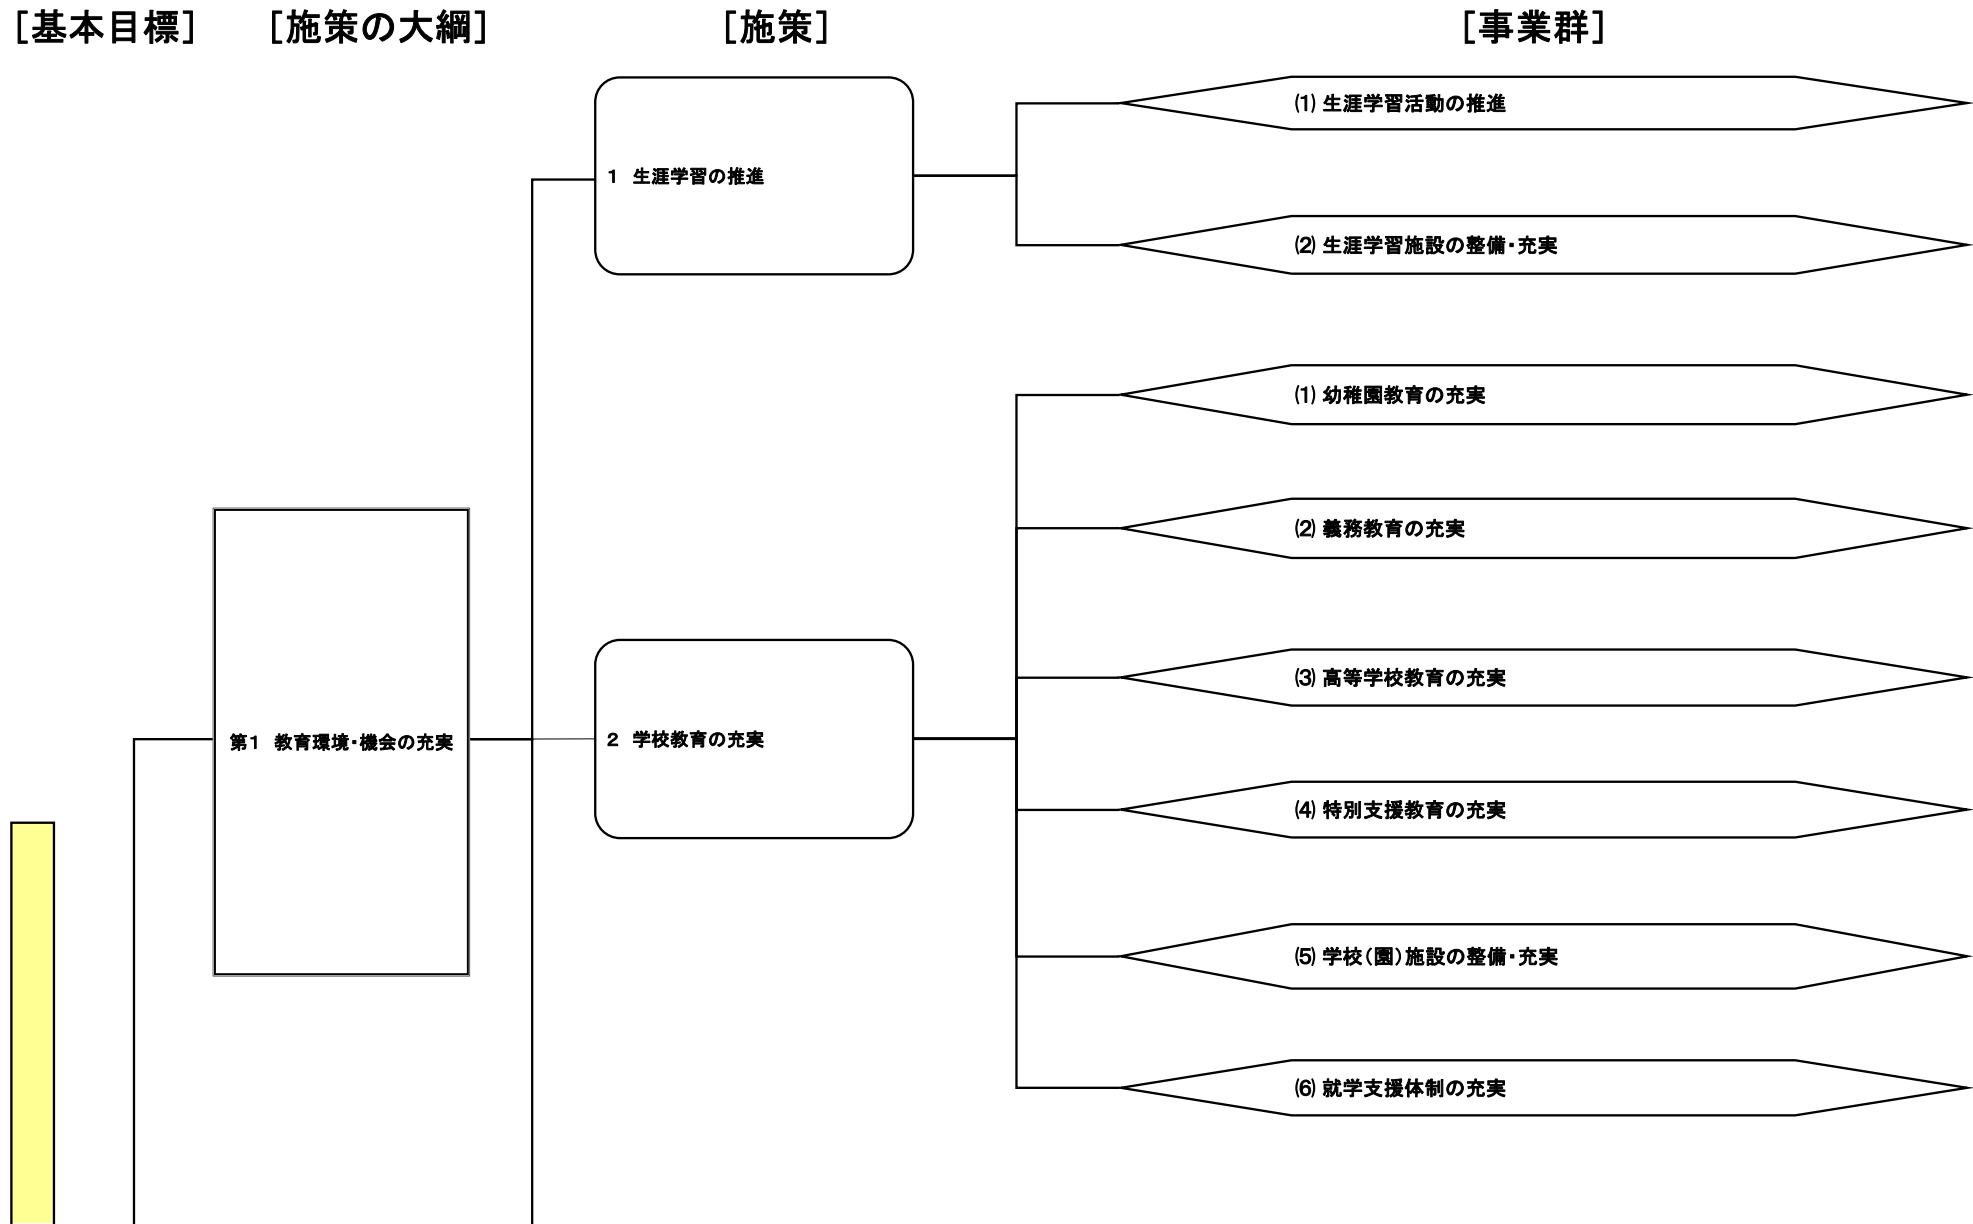 [基本目標] [施策の大綱] [施策] [事業群]
⑴ 生涯学習活動の推進
1 生涯学習の推進
⑵ 生涯学習施設の整備・充実
⑴ 幼稚園教育の充実
⑵ 義務教育の充実
⑶ 高等学校教育の充実
第1 教育環境・機会の充実
2 学校教育の充実
⑷ 特別支援教育の充実
⑸ 学校(園)施設の整備・充実
⑹ 就学支援体制の充実